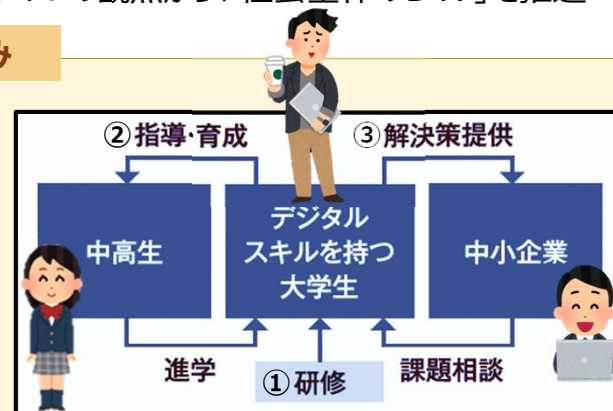 み
②指導・育成
③解決策提供
中高生
デジタル
スキルを持つ
大学生
中小企業
進学
①研修
課題相談